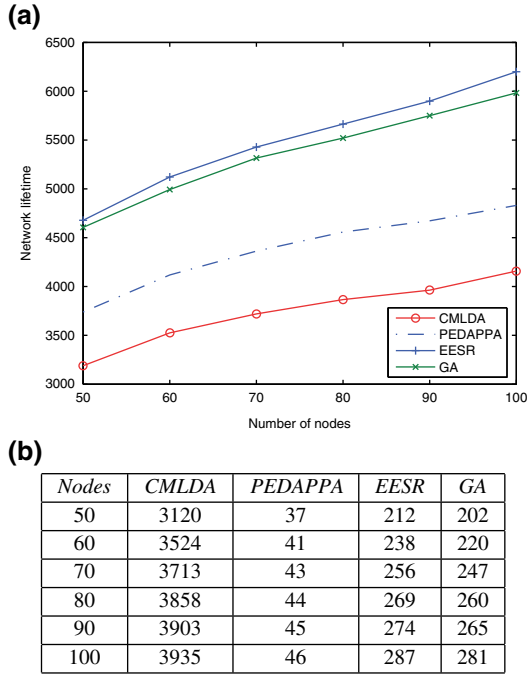 (a)
6500
6000
5500
5000
4500
4000
3500
3000
Network lifetime
CMLDA
PEDAPPA
EESR
GA
50 60 70 80 90 100
Number of nodes
(b)
Nodes CMLDA PEDAPPA EESR GA
50 3120 37 212 202
60 3524 41 238 220
70 3713 43 256 247
80 3858 44 269 260
90 3903 45 274 265
100 3935 46 287 281